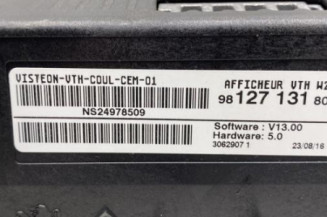 VISTEON-VTH-COUL-CEM-01
AFFICHEUR VTH
98 127 131 80
NS24978509
Software : V13.00
Hardware: 5.0
3062907 1
23/08/16